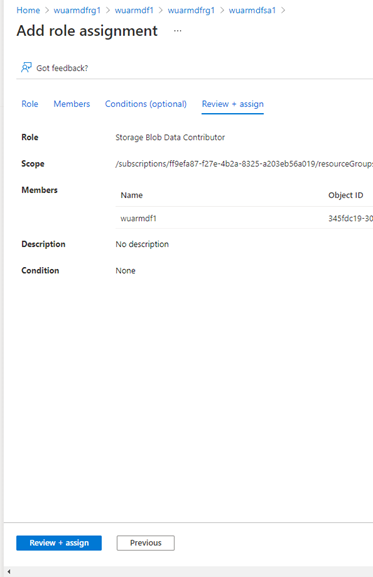 Home > wuarmdfrg1 > wuarmdf1 > wuarmdfrg1 > wuarmdfsa1 >
Add role assignment ...
Got feedback?
Role Members Conditions (optional) Review + assign
Role Storage Blob Data Contributor
Scope /subscriptions/ff9efa87-f27e-4b2a-8325-a203eb56a019/resourceGroups
Members
Name Object ID
wuarmdf1 345fdc19-30
Description No description
Condition None
Review + assign Previous